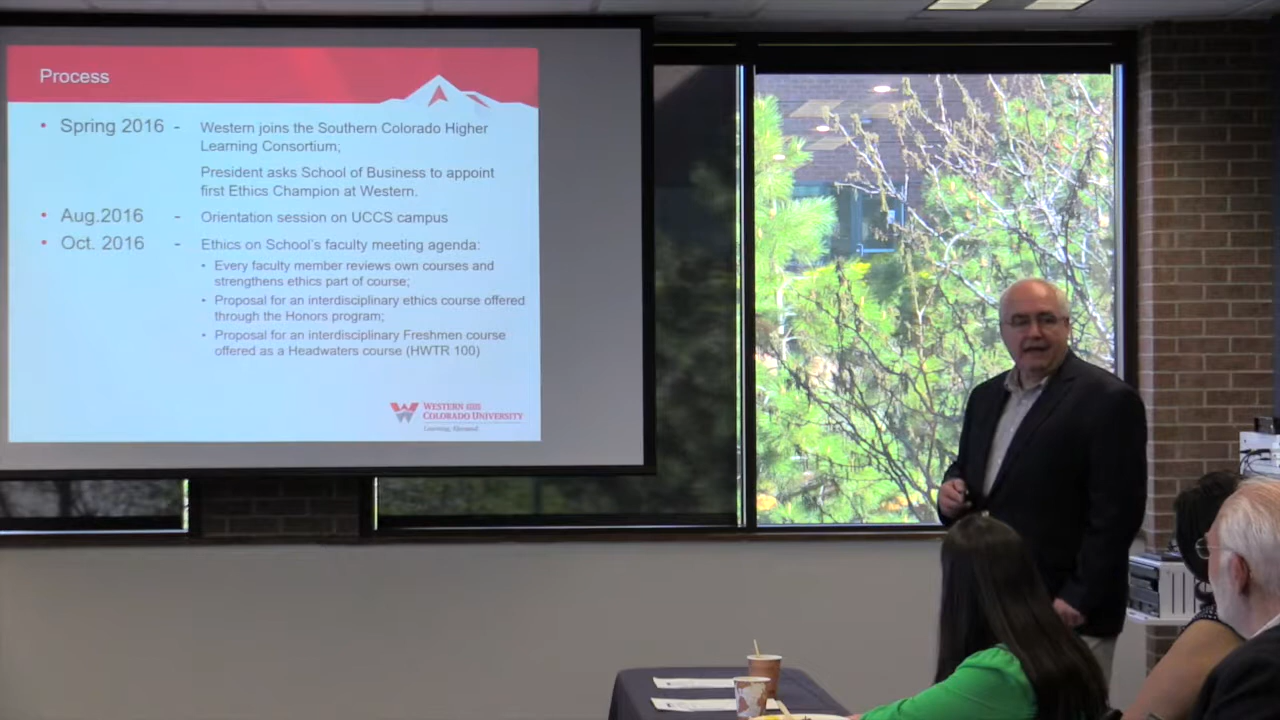 Process
• Spring 2016 - Western joins the Southern Colorado Higher
Learning Consortium;
President asks School of Business to appoint
first Ethics Champion at Western.
• Aug.2016 - Orientation session on UCCS campus
• Oct. 2016 - Ethics on School's faculty meeting agenda:
• Every faculty member reviews own courses and
strengthens ethics part of course;
• Proposal for an interdisciplinary ethics course offered
through the Honors program;
• Proposal for an interdisciplinary Freshmen course
offered as a Headwaters course (HWTR 100)
WESTERN
COLORADO UNIVERSITY
Learning, Elevated.